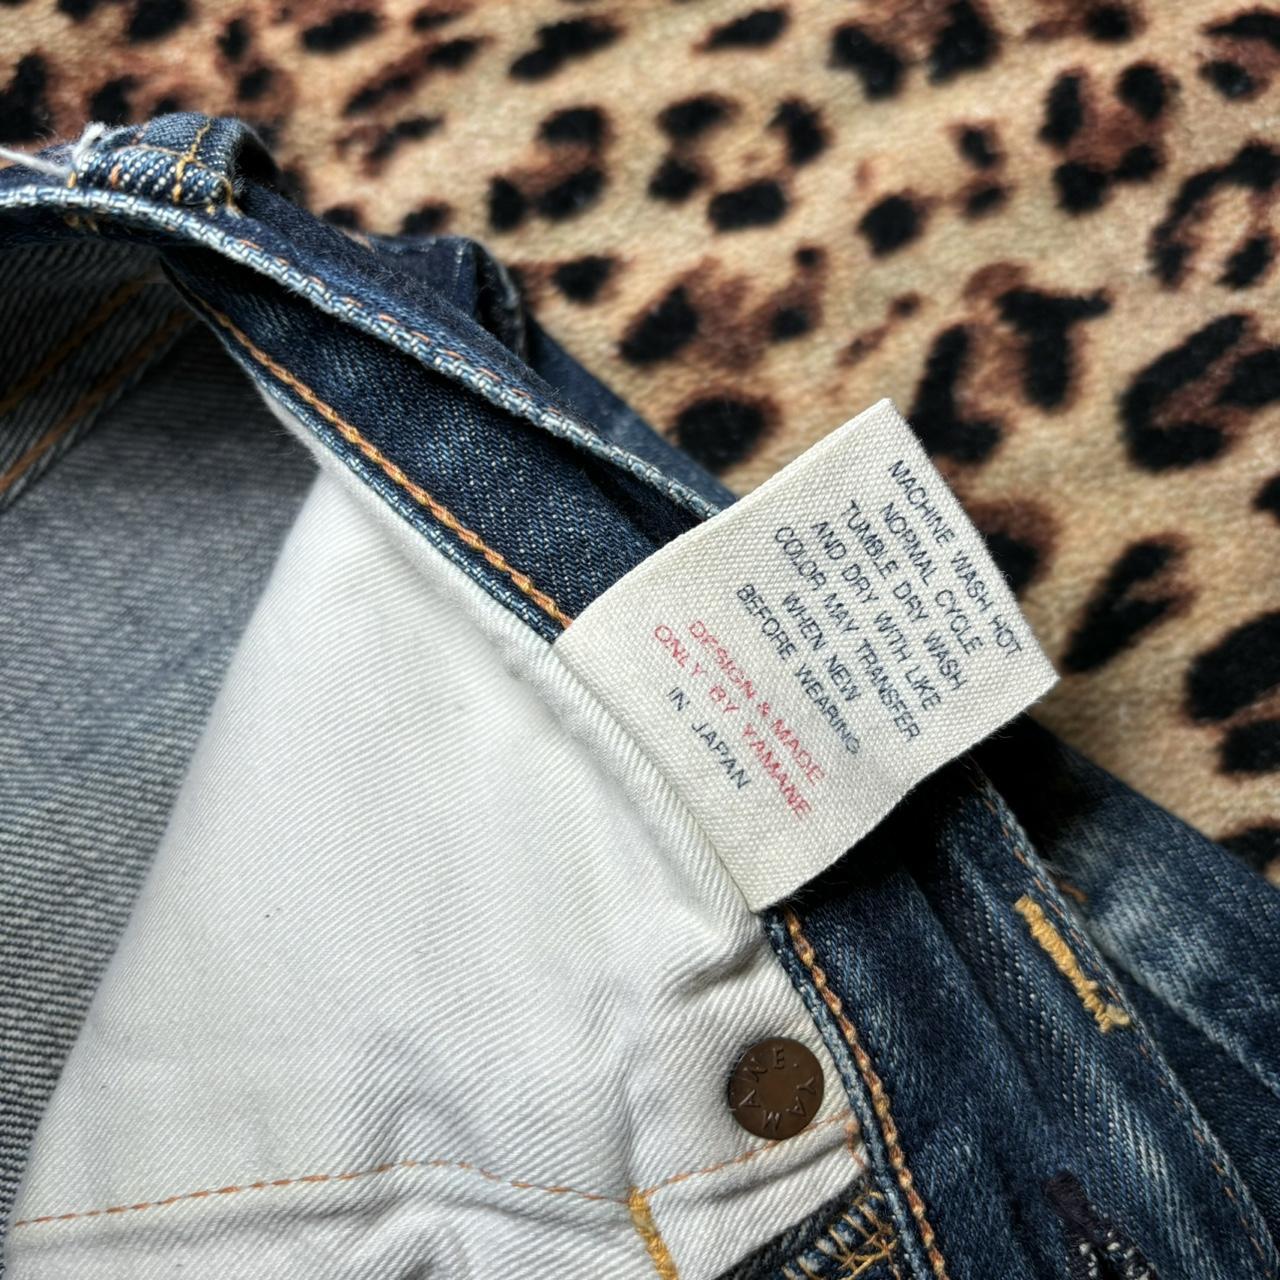 MACHINE WASH HOT
NORMAL CYCLE
TUMBLE DRY WASH
AND DRY WITH LIKE
COLOR MAY TRANSFER
WHEN NEW
BEFORE WEARING
DESIGN & MADE
ONLY BY YAMANE
IN JAPAN
YAMANE.